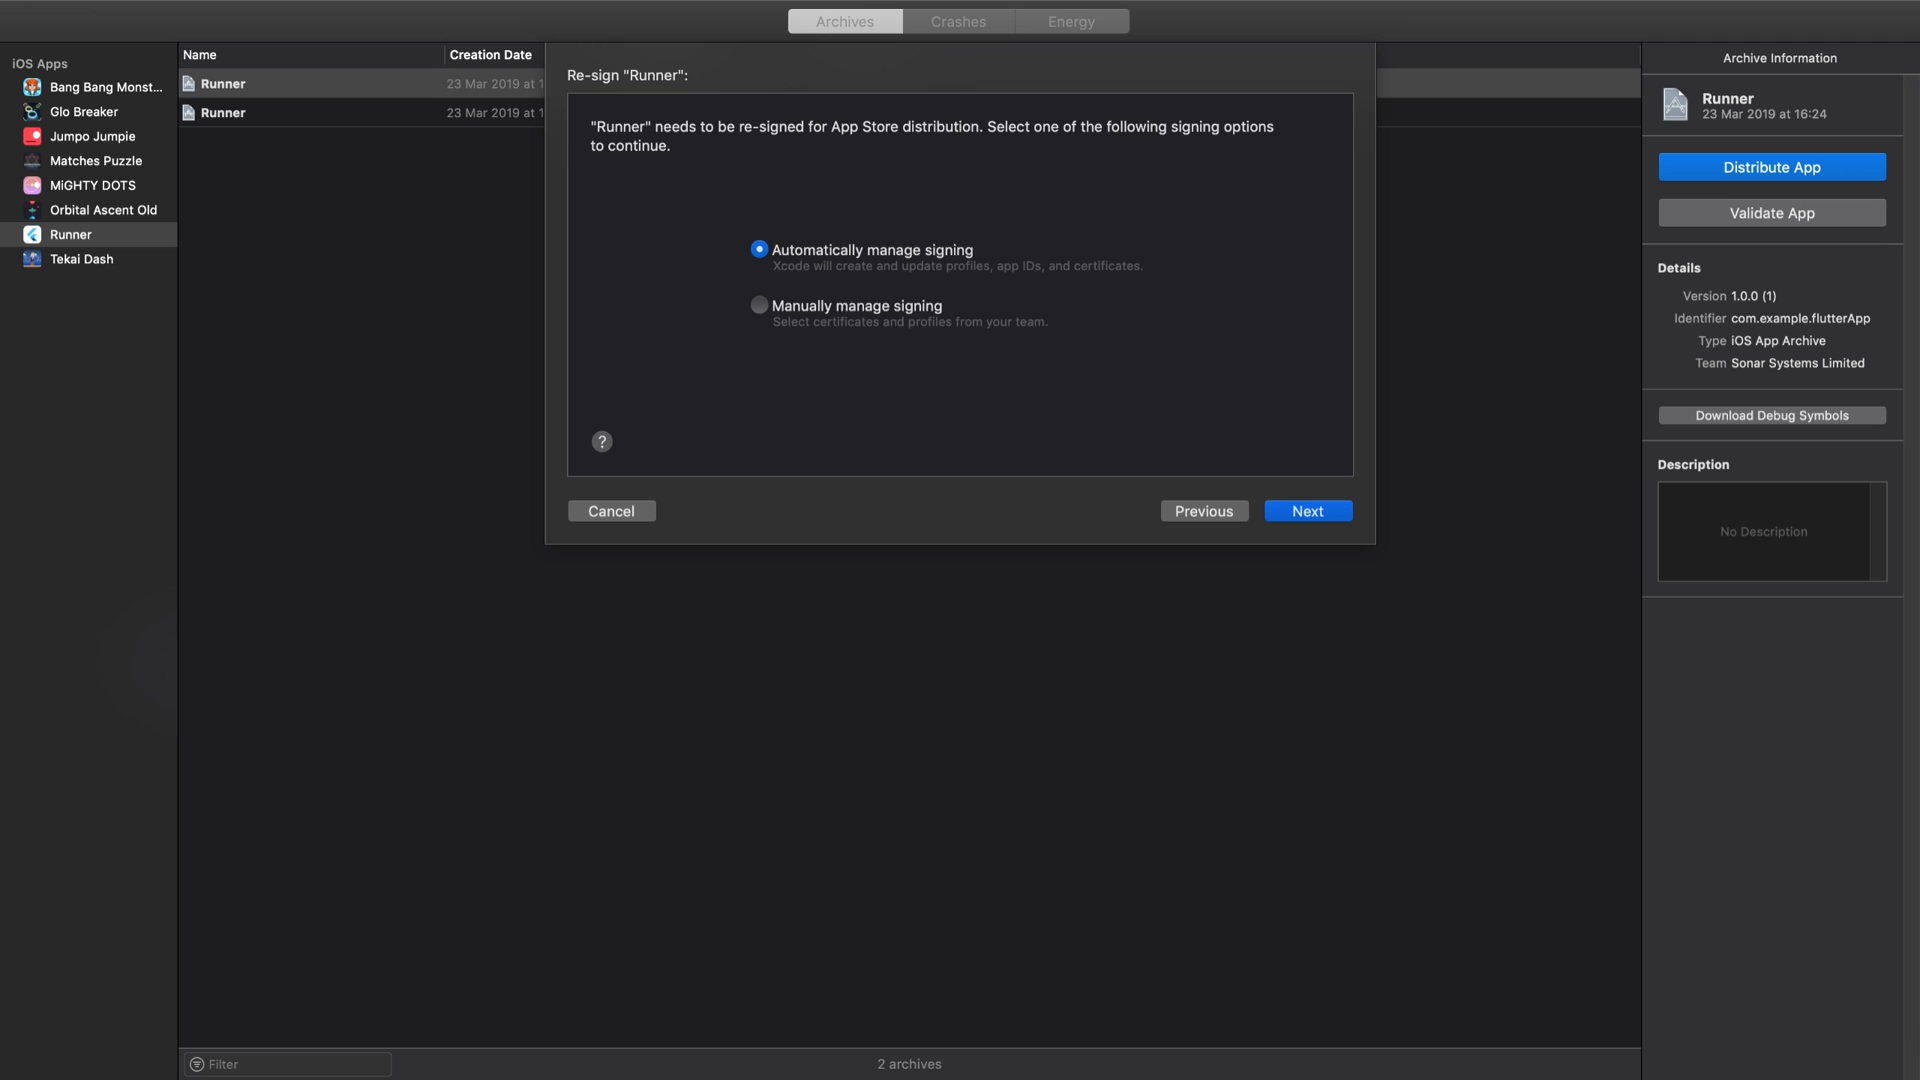 Archives
Crashes
Energy
iOS Apps
Bang Bang Monst...
Glo Breaker
Jumpo Jumpie
Matches Puzzle
MiGHTY DOTS
Orbital Ascent Old
Runner
Tekai Dash
Name
Creation Date
Runner
23 Mar 2019 at 1
Runner
23 Mar 2019 at 1
Re-sign "Runner":
"Runner" needs to be re-signed for App Store distribution. Select one of the following signing options
to continue.
Automatically manage signing
Xcode will create and update profiles, app IDs, and certificates.
Manually manage signing
Select certificates and profiles from your team.
?
Cancel
Previous
Next
Archive Information
Runner
23 Mar 2019 at 16:24
Distribute App
Validate App
Details
Version 1.0.0 (1)
Identifier com.example.flutterApp
Type iOS App Archive
Team Sonar Systems Limited
Download Debug Symbols
Description
No Description
Filter
2 archives